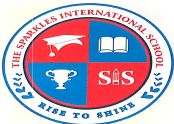 THE SPARKLES INTERNATIONAL SCHOOL
SIS
RISE TO SHINE